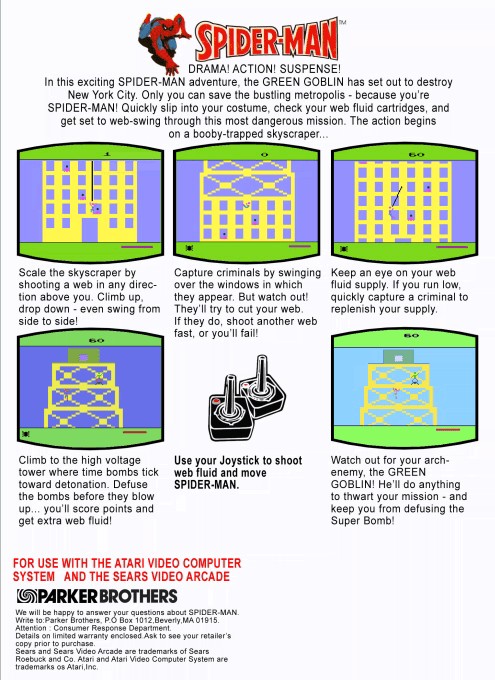 SPIDER-MAN™
DRAMA! ACTION! SUSPENSE!
In this exciting SPIDER-MAN adventure, the GREEN GOBLIN has set out to destroy
New York City. Only you can save the bustling metropolis - because you're
SPIDER-MAN! Quickly slip into your costume, check your web fluid cartridges, and
get set to web-swing through this most dangerous mission. The action begins
on a booby-trapped skyscraper...
1
0
60
Scale the skyscraper by
shooting a web in any direc-
tion above you. Climb up,
drop down - even swing from
side to side!
Capture criminals by swinging
over the windows in which
they appear. But watch out!
They'll try to cut your web.
If they do, shoot another web
fast, or you'll fail!
Keep an eye on your web
fluid supply. If you run low,
quickly capture a criminal to
replenish your supply.
60
60
Climb to the high voltage
tower where time bombs tick
toward detonation. Defuse
the bombs before they blow
up... you'll score points and
get extra web fluid!
Use your Joystick to shoot
web fluid and move
SPIDER-MAN.
Watch out for your arch-
enemy, the GREEN
GOBLIN! He'll do anything
to thwart your mission - and
keep you from defusing the
Super Bomb!
FOR USE WITH THE ATARI VIDEO COMPUTER
SYSTEM AND THE SEARS VIDEO ARCADE
PARKER BROTHERS
We will be happy to answer your questions about SPIDER-MAN.
Write to:Parker Brothers, P.O Box 1012,Beverly,MA 01915.
Attention : Consumer Response Department.
Details on limited warranty enclosed.Ask to see your retailer's
copy prior to purchase.
Sears and Sears Video Arcade are trademarks of Sears
Roebuck and Co. Atari and Atari Video Computer System are
trademarks os Atari,Inc.